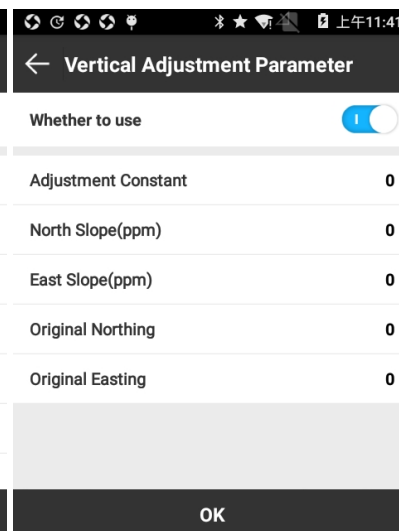 上午11:41
Vertical Adjustment Parameter
Whether to use
Adjustment Constant 0
North Slope(ppm) 0
East Slope(ppm) 0
Original Northing 0
Original Easting 0
OK